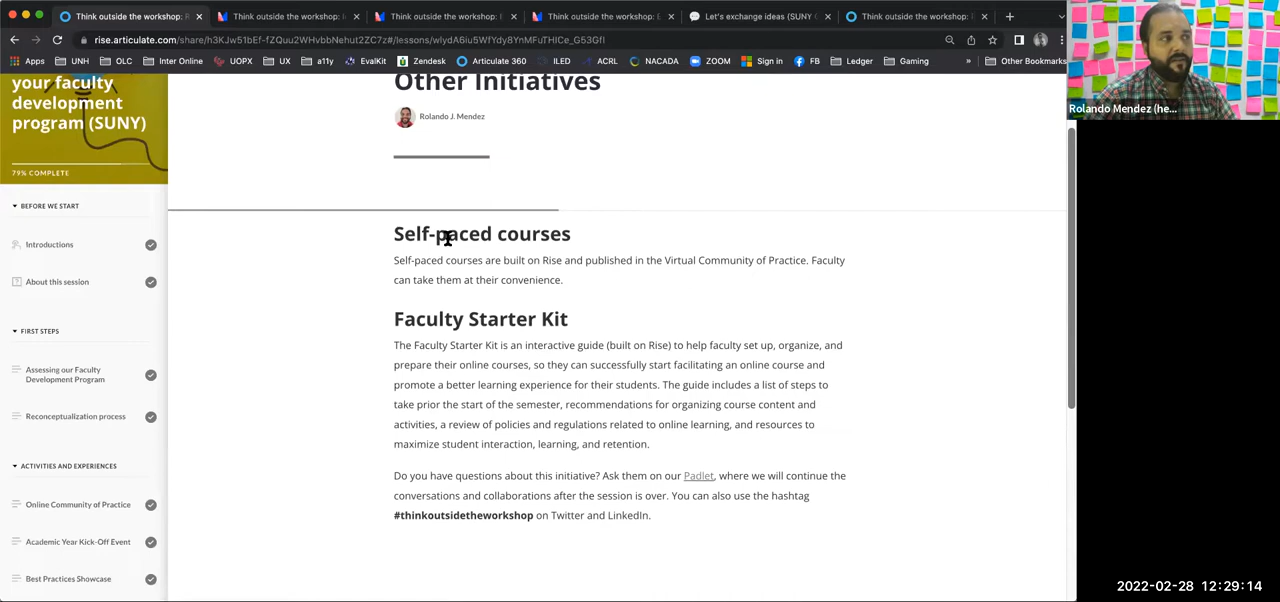 Think outside the workshop: R
Think outside the workshop: I
Think outside the workshop: E
Think outside the workshop: E
Let's exchange ideas (SUNY C
Think outside the workshop: R
rise.articulate.com/share/h3KJw51bEf-fZQuu2WHvbbNehut2ZC7z#/lessons/wlydA6iu5WfYdy8YnMFuTHICe_G53Gfl
Apps UNH OLC Inter Online UOPX UX a11y EvalKit Zendesk Articulate 360 ILED ACRL NACADA ZOOM Sign in FB Ledger Gaming » Other Bookmarks
Rolando Mendez (he...
your faculty
development
program (SUNY)
79% COMPLETE
BEFORE WE START
Introductions
About this session
FIRST STEPS
Assessing our Faculty
Development Program
Reconceptualization process
ACTIVITIES AND EXPERIENCES
Online Community of Practice
Academic Year Kick-Off Event
Best Practices Showcase
Other Initiatives
Rolando J. Mendez
Self-paced courses
Self-paced courses are built on Rise and published in the Virtual Community of Practice. Faculty
can take them at their convenience.
Faculty Starter Kit
The Faculty Starter Kit is an interactive guide (built on Rise) to help faculty set up, organize, and
prepare their online courses, so they can successfully start facilitating an online course and
promote a better learning experience for their students. The guide includes a list of steps to
take prior the start of the semester, recommendations for organizing course content and
activities, a review of policies and regulations related to online learning, and resources to
maximize student interaction, learning, and retention.
Do you have questions about this initiative? Ask them on our Padlet, where we will continue the
conversations and collaborations after the session is over. You can also use the hashtag
#thinkoutsidetheworkshop on Twitter and LinkedIn.
2022-02-28 12:29:14